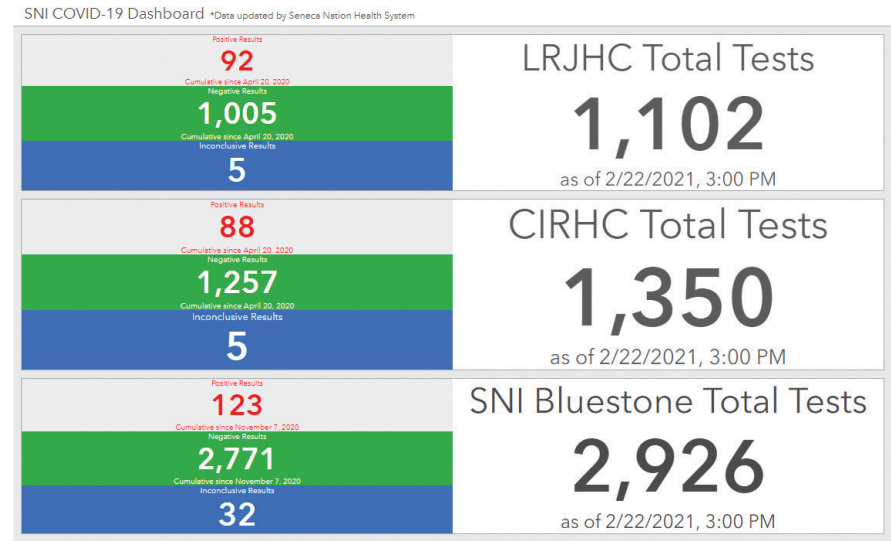 SNI COVID-19 Dashboard *Data updated by Seneca Nation Health System
Positive Results
92
Cumulative since April 20, 2020
Negative Results
1,005
Cumulative since April 20, 2020
Inconclusive Results
5
LRJHC Total Tests
1,102
as of 2/22/2021, 3:00 PM
Positive Results
88
Cumulative since April 20, 2020
Negative Results
1,257
Cumulative since April 20, 2020
Inconclusive Results
5
CIRHC Total Tests
1,350
as of 2/22/2021, 3:00 PM
Positive Results
123
Cumulative since November 7, 2020
Negative Results
2,771
Cumulative since November 7, 2020
Inconclusive Results
32
SNI Bluestone Total Tests
2,926
as of 2/22/2021, 3:00 PM